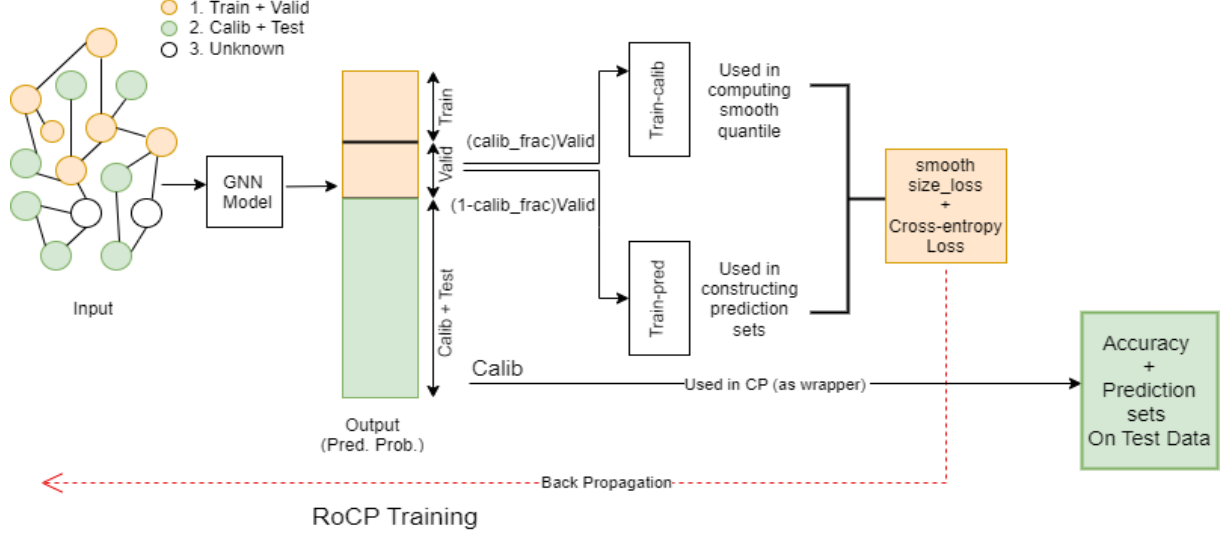 1. Train + Valid
2. Calib + Test
3. Unknown
Input
GNN
Model
Output
(Pred. Prob.)
Train
Valid
Calib + Test
(calib_frac)Valid
(1-calib_frac)Valid
Train-calib
Used in
computing
smooth
quantile
Train-pred
Used in
constructing
prediction
sets
smooth
size_loss
+
Cross-entropy
Loss
Calib
Used in CP (as wrapper)
Accuracy
+
Prediction
sets
On Test Data
Back Propagation
RoCP Training